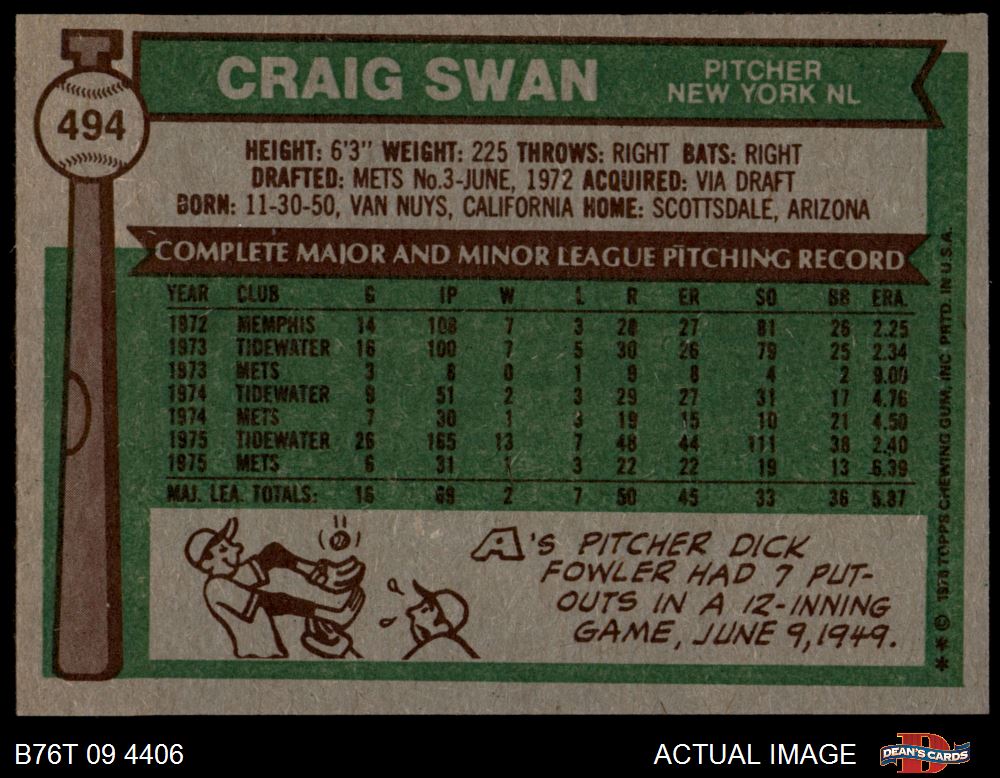 CRAIG SWAN
PITCHER
NEW YORK NL
494
HEIGHT: 6'3" WEIGHT: 225 THROWS: RIGHT BATS: RIGHT
DRAFTED: METS No.3-JUNE, 1972 ACQUIRED: VIA DRAFT
BORN: 11-30-50, VAN NUYS, CALIFORNIA HOME: SCOTTSDALE, ARIZONA
COMPLETE MAJOR AND MINOR LEAGUE PITCHING RECORD
YEAR CLUB G IP W L R ER SO BB ERA.
1972 MEMPHIS 14 108 7 3 28 27 81 26 2.25
1973 TIDEWATER 16 100 7 5 30 26 79 25 2.34
1973 METS 3 8 0 1 9 8 4 2 9.00
1974 TIDEWATER 9 51 2 3 29 27 31 17 4.76
1974 METS 7 30 1 3 19 15 10 21 4.50
1975 TIDEWATER 26 165 13 7 48 44 111 38 2.40
1975 METS 6 31 1 3 22 22 19 13 6.39
MAJ. LEA. TOTALS: 16 69 2 7 50 45 33 36 5.87
A'S PITCHER DICK
FOWLER HAD 7 PUT-
OUTS IN A 12-INNING
GAME, JUNE 9, 1949.
** © 1976 TOPPS CHEWING GUM, INC. PRTD. IN U.S.A.
B76T 09 4406
ACTUAL IMAGE
DEAN'S CARDS